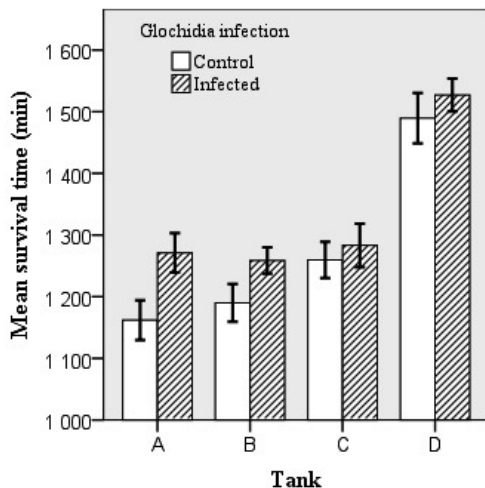 Glochidia infection
Control
Infected
Mean survival time (min)
1 600
1 500
1 400
1 300
1 200
1 100
1 000
A B C D
Tank